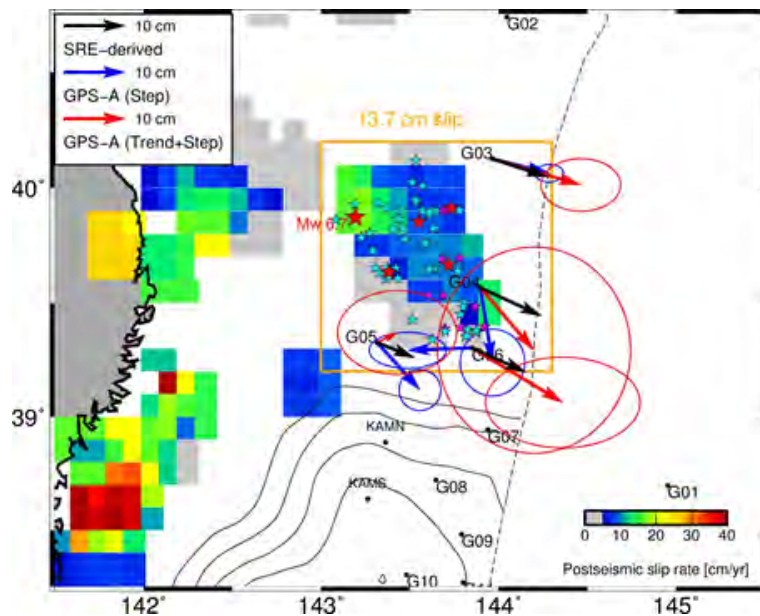 10 cm
SRE-derived
10 cm
GPS-A (Step)
10 cm
GPS-A (Trend+Step)
G02
13.7 cm slip
G03
40°
Mw 6.7
G04
G05
G06
39°
KAMN
G07
KAMS
G08
G01
G09
0 10 20 30 40
Postseismic slip rate [cm/yr]
G10
0
142°
143°
144°
145°